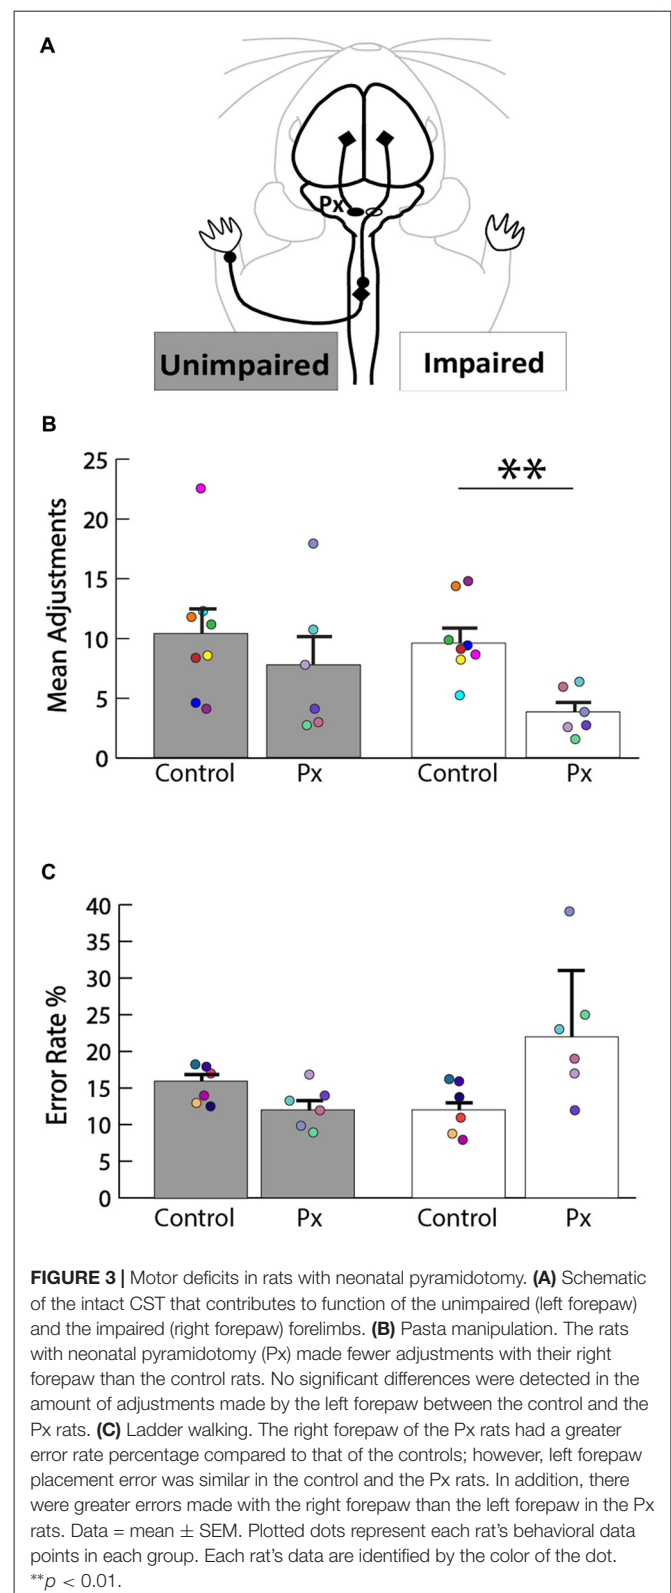 A
Px
Unimpaired
Impaired
B
25
20
15
10
5
0
Mean Adjustments
**
Control
Px
Control
Px
C
40
35
30
25
20
15
10
5
0
Error Rate %
Control
Px
Control
Px
FIGURE 3 | Motor deficits in rats with neonatal pyramidotomy. (A) Schematic
of the intact CST that contributes to function of the unimpaired (left forepaw)
and the impaired (right forepaw) forelimbs. (B) Pasta manipulation. The rats
with neonatal pyramidotomy (Px) made fewer adjustments with their right
forepaw than the control rats. No significant differences were detected in the
amount of adjustments made by the left forepaw between the control and the
Px rats. (C) Ladder walking. The right forepaw of the Px rats had a greater
error rate percentage compared to that of the controls; however, left forepaw
placement error was similar in the control and the Px rats. In addition, there
were greater errors made with the right forepaw than the left forepaw in the Px
rats. Data = mean ± SEM. Plotted dots represent each rat's behavioral data
points in each group. Each rat's data are identified by the color of the dot.
**p < 0.01.